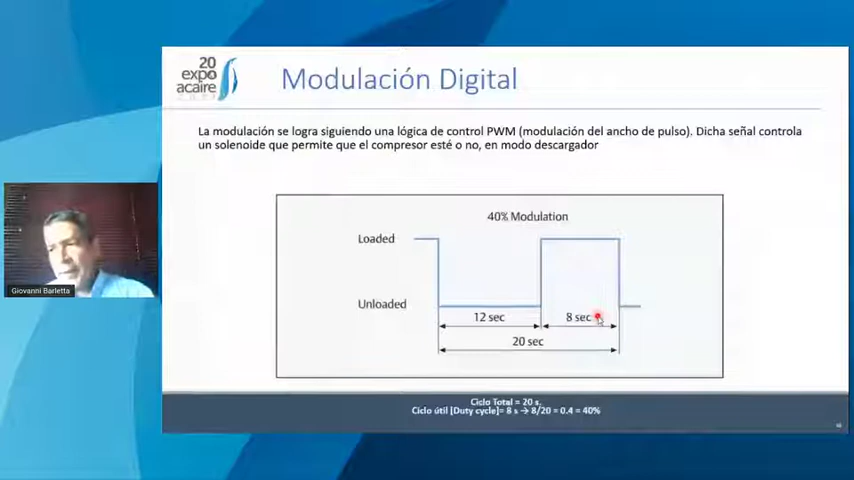 20
expo
acaire
Modulación Digital
La modulación se logra siguiendo una lógica de control PWM (modulación del ancho de pulso). Dicha señal controla
un solenoide que permite que el compresor esté o no, en modo descargador
40% Modulation
Loaded
Unloaded
12 sec
8 sec
20 sec
Giovanni Barletta
Ciclo Total = 20 s.
Ciclo útil [Duty cycle]= 8 s → 8/20 = 0.4 = 40%